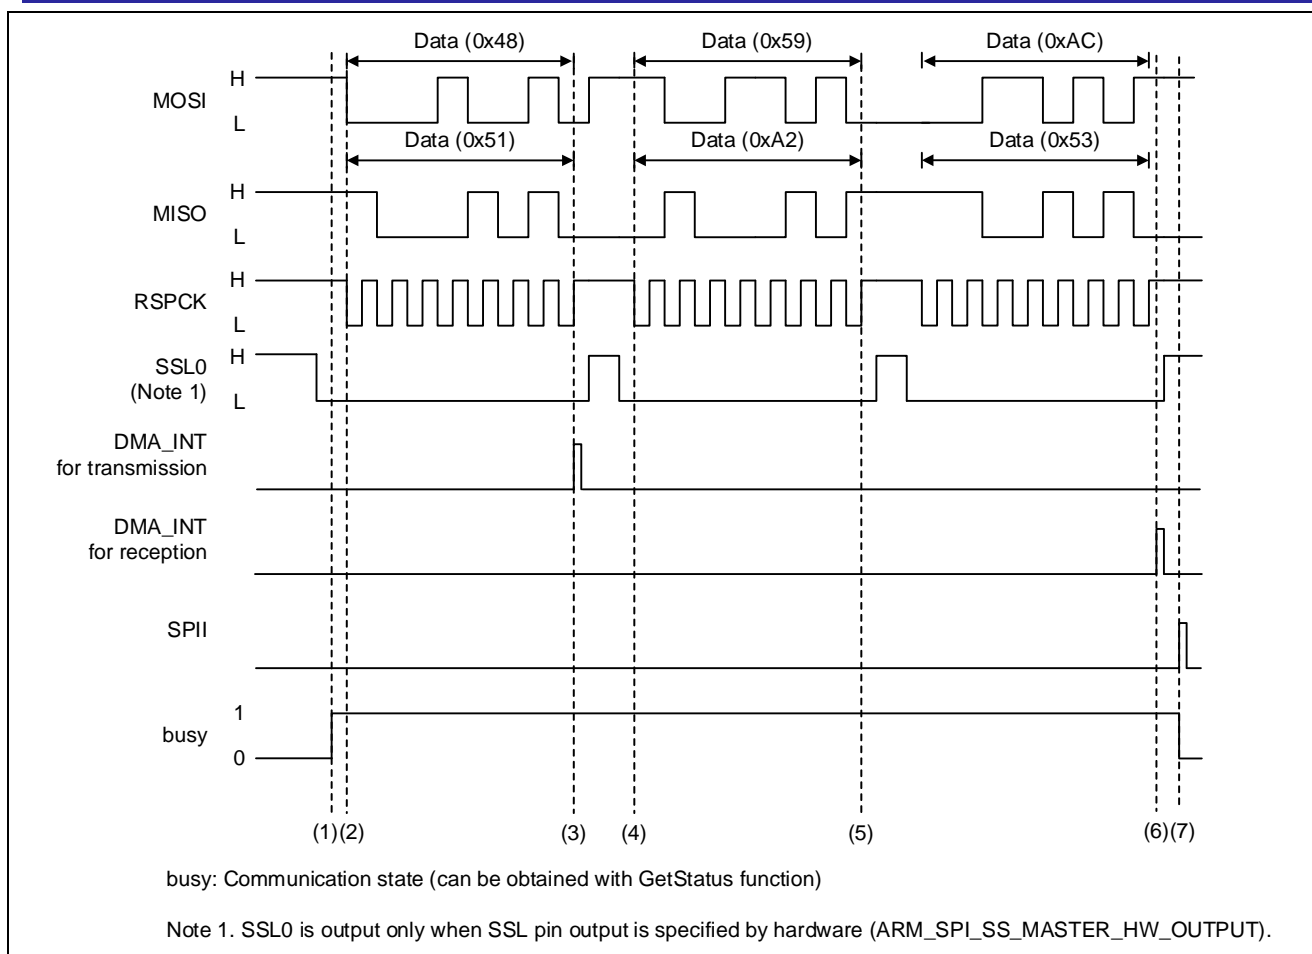 Data (0x48) Data (0x59) Data (0xAC)
H
MOSI
L
Data (0x51) Data (0xA2) Data (0x53)
H
MISO
L
H
RSPCK
L
H
SSL0
(Note 1)
L
DMA_INT
for transmission
DMA_INT
for reception
SPII
1
busy
0
(1)(2) (3) (4) (5) (6)(7)
busy: Communication state (can be obtained with GetStatus function)
Note 1. SSL0 is output only when SSL pin output is specified by hardware (ARM_SPI_SS_MASTER_HW_OUTPUT).